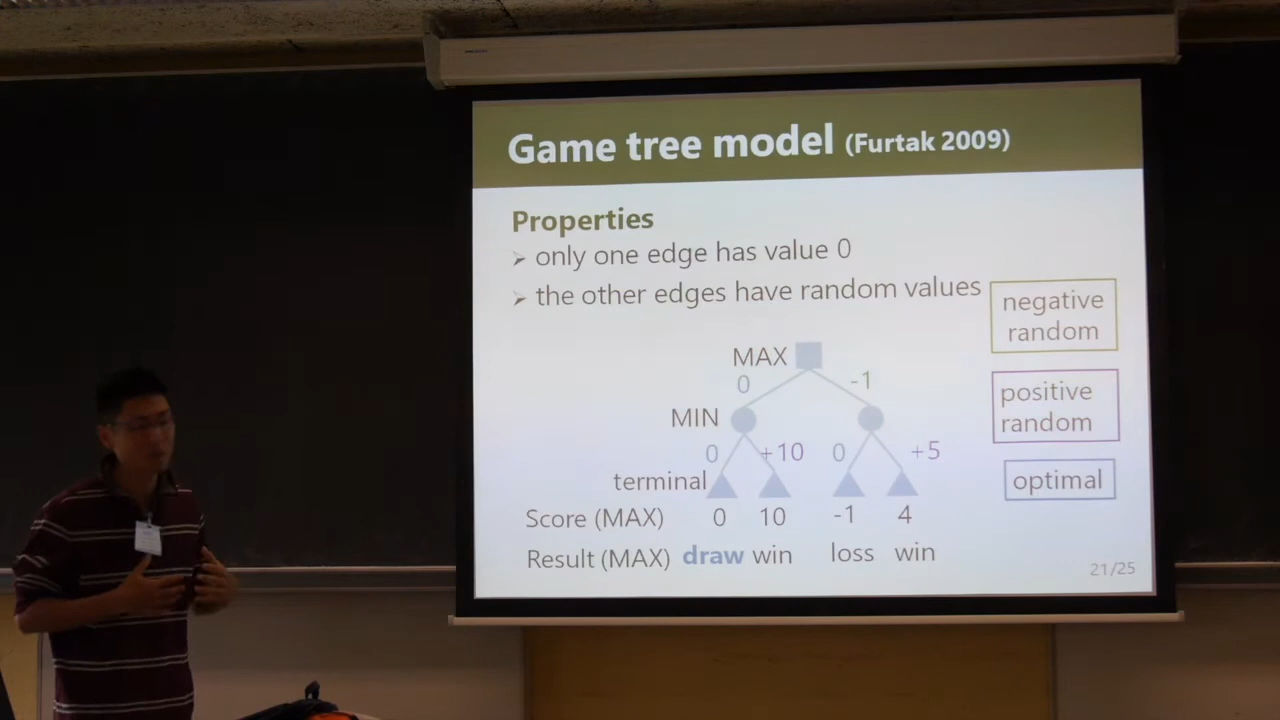 Game tree model (Furtak 2009)
Properties
➢ only one edge has value 0
➢ the other edges have random values
negative
random
positive
random
optimal
MAX
0 -1
MIN
0 +10 0 +5
terminal
Score (MAX) 0 10 -1 4
Result (MAX) draw win loss win
21/25